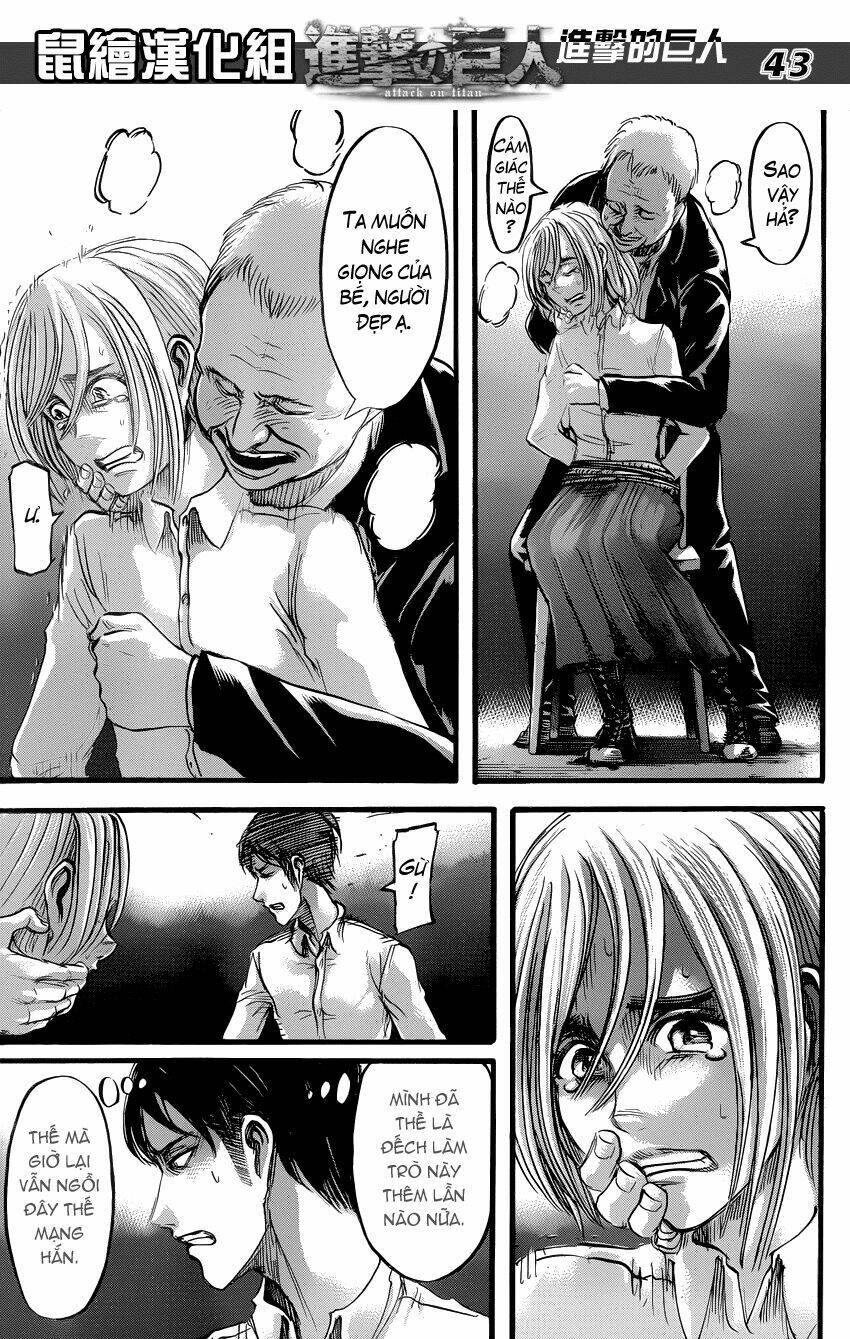 鼠繪漢化組
進撃の巨人
attack on titan
進擊的巨人
43
SAO
VẬY
HẢ?
CẢM
GIÁC
THẾ
NÀO
?
TA MUỐN
NGHE
GIỌNG CỦA
BÉ, NGƯỜI
ĐẸP Ạ.
Ư.
GỪ
!
MÌNH ĐÃ
THỀ LÀ
ĐẾCH LÀM
TRÒ NÀY
THÊM LẦN
NÀO NỮA.
THẾ MÀ
GIỜ LẠI
VẪN NGỒI
ĐÂY THẾ
MẠNG
HẮN.